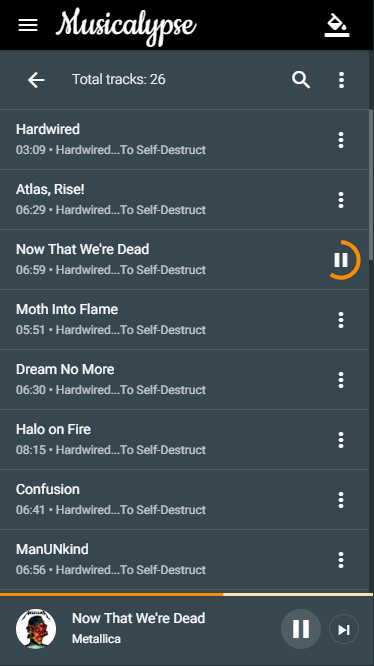 Musicalypse
Total tracks: 26
Hardwired
03:09 • Hardwired...To Self-Destruct
Atlas, Rise!
06:29 • Hardwired...To Self-Destruct
Now That We're Dead
06:59 • Hardwired...To Self-Destruct
Moth Into Flame
05:51 • Hardwired...To Self-Destruct
Dream No More
06:30 • Hardwired...To Self-Destruct
Halo on Fire
08:15 • Hardwired...To Self-Destruct
Confusion
06:41 • Hardwired...To Self-Destruct
ManUNkind
06:56 • Hardwired...To Self-Destruct
Now That We're Dead
Metallica